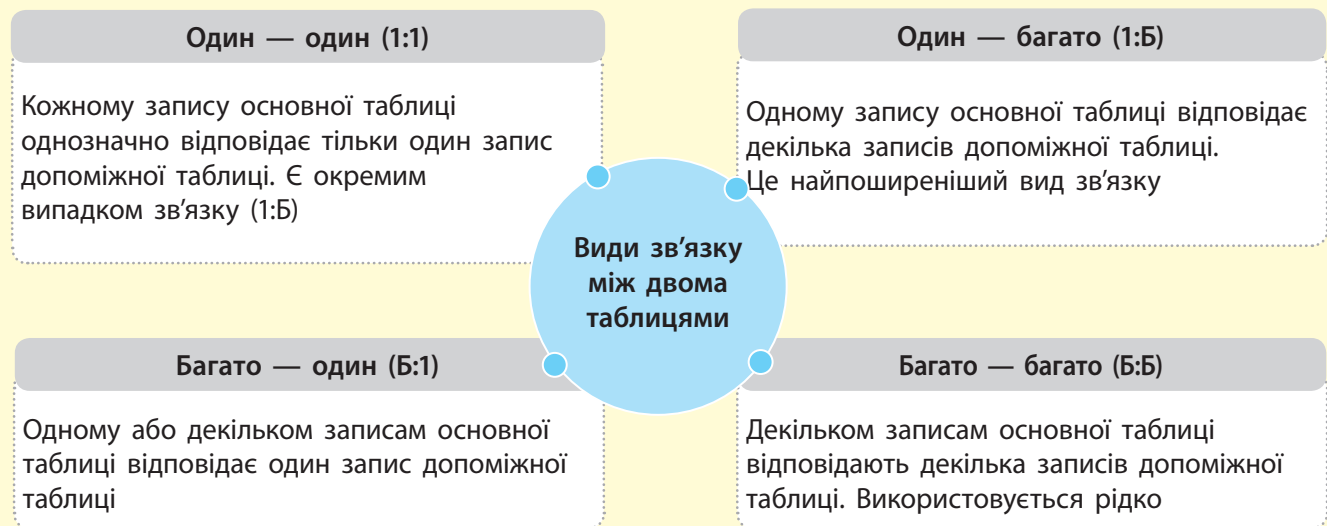 Один — один (1:1)
Кожному запису основної таблиці
однозначно відповідає тільки один запис
допоміжної таблиці. Є окремим
випадком зв'язку (1:Б)
Один — багато (1:Б)
Одному запису основної таблиці відповідає
декілька записів допоміжної таблиці.
Це найпоширеніший вид зв'язку
Види зв'язку
між двома
таблицями
Багато — один (Б:1)
Одному або декільком записам основної
таблиці відповідає один запис допоміжної
таблиці
Багато — багато (Б:Б)
Декільком записам основної таблиці
відповідають декілька записів допоміжної
таблиці. Використовується рідко